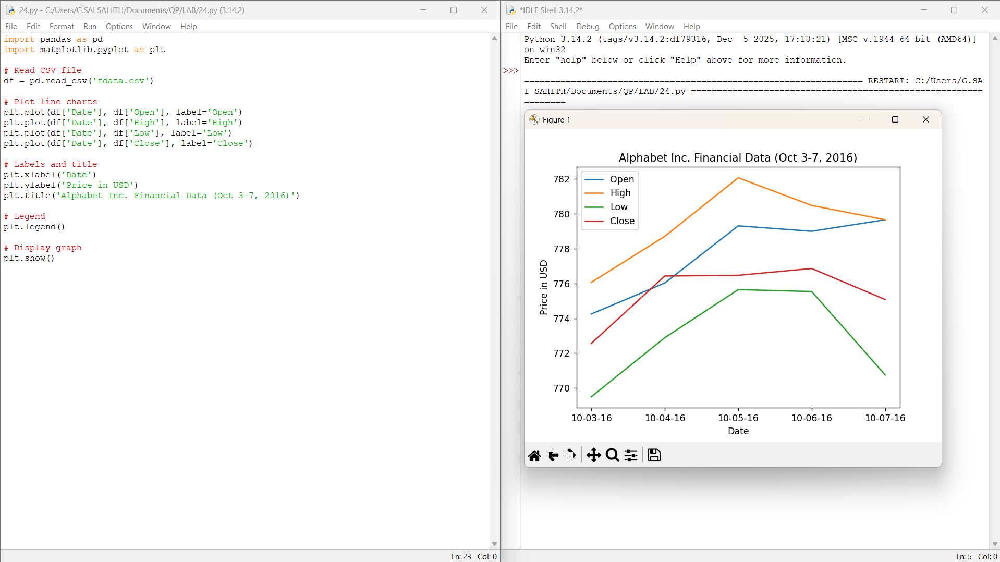 24.py - C:/Users/G.SAI SAHITH/Documents/QP/LAB/24.py (3.14.2)
File Edit Format Run Options Window Help
import pandas as pd
import matplotlib.pyplot as plt
# Read CSV file
df = pd.read_csv('fdata.csv')
# Plot line charts
plt.plot(df['Date'], df['Open'], label='Open')
plt.plot(df['Date'], df['High'], label='High')
plt.plot(df['Date'], df['Low'], label='Low')
plt.plot(df['Date'], df['Close'], label='Close')
# Labels and title
plt.xlabel('Date')
plt.ylabel('Price in USD')
plt.title('Alphabet Inc. Financial Data (Oct 3-7, 2016)')
# Legend
plt.legend()
# Display graph
plt.show()
Ln: 23 Col: 0
*IDLE Shell 3.14.2*
File Edit Shell Debug Options Window Help
Python 3.14.2 (tags/v3.14.2:df79316, Dec  5 2025, 17:18:21) [MSC v.1944 64 bit (AMD64)]
on win32
Enter "help" below or click "Help" above for more information.
>>>
================================================================= RESTART: C:/Users/G.SA
I SAHITH/Documents/QP/LAB/24.py ========================================================
========
Figure 1
Alphabet Inc. Financial Data (Oct 3-7, 2016)
Open
High
Low
Close
782
780
778
776
774
772
770
Price in USD
10-03-16 10-04-16 10-05-16 10-06-16 10-07-16
Date
Ln: 5 Col: 0